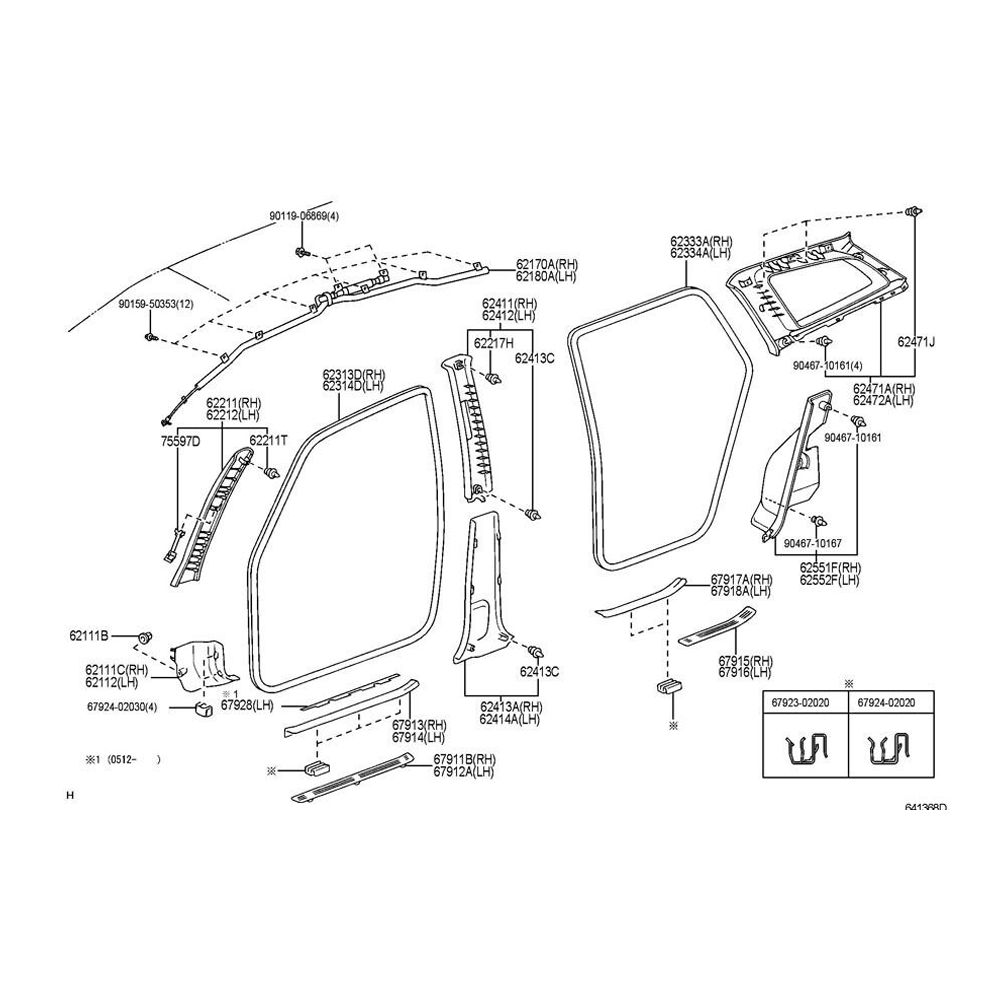 90119-06869(4)
62170A(RH)
62180A(LH)
90159-50353(12)
62333A(RH)
62334A(LH)
62411(RH)
62412(LH)
62217H
62413C
62471J
90467-10161(4)
62471A(RH)
62472A(LH)
62313D(RH)
62314D(LH)
62211(RH)
62212(LH)
75597D
62211T
90467-10161
90467-10167
62551F(RH)
62552F(LH)
67917A(RH)
67918A(LH)
62111B
62111C(RH)
62112(LH)
67924-02030(4)
※1
67928(LH)
62413C
62413A(RH)
62414A(LH)
67913(RH)
67914(LH)
67915(RH)
67916(LH)
※
※
67923-02020
67924-02020
※1 (0512- )
※
67911B(RH)
67912A(LH)
H
641368D